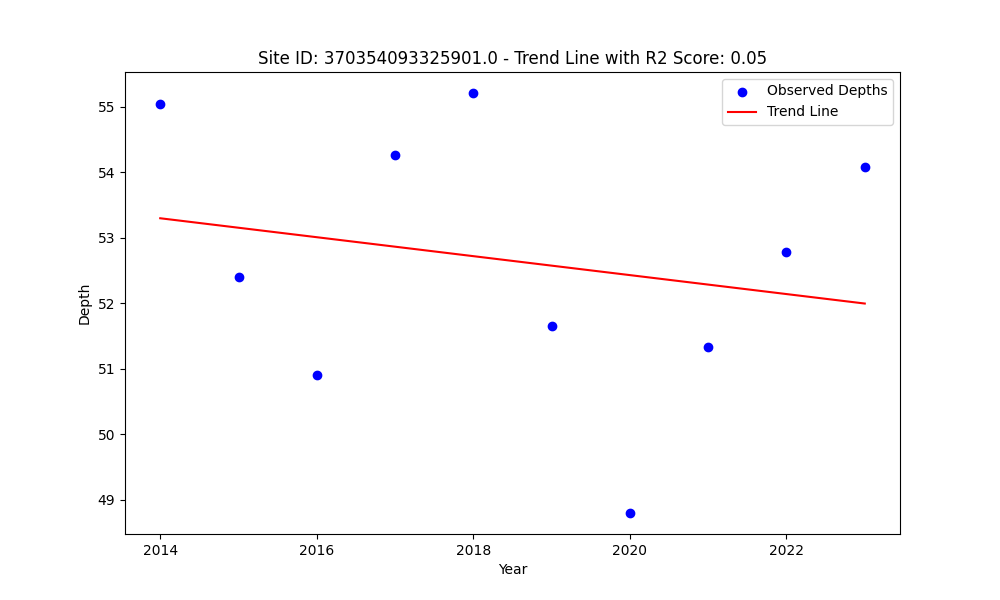 Site ID: 370354093325901.0 - Trend Line with R2 Score: 0.05
Observed Depths
Trend Line
55
54
53
52
51
50
49
Depth
2014
2016
2018
2020
2022
Year